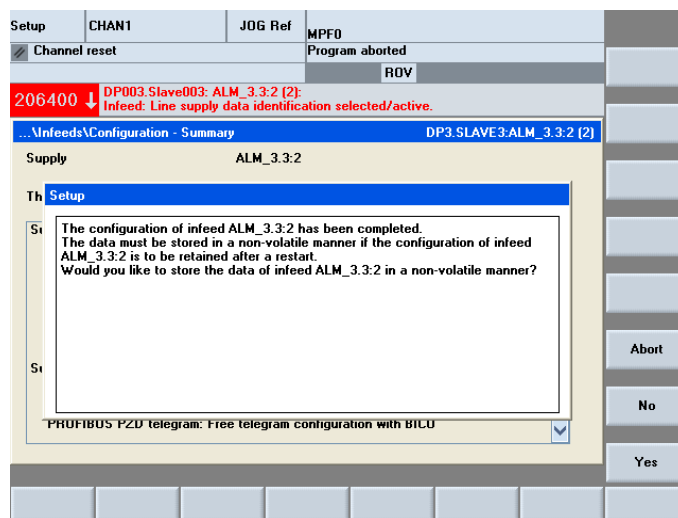 Setup CHAN1 JOG Ref MPF0
Channel reset Program aborted
ROV
206400 DP003.Slave003: ALM_3.3:2 (2):
Infeed: Line supply data identification selected/active.
...\Infeeds\Configuration - Summary DP3.SLAVE3:ALM_3.3:2 (2)
Supply ALM_3.3:2
Th
Setup
The configuration of infeed ALM_3.3:2 has been completed.
The data must be stored in a non-volatile manner if the configuration of infeed
ALM_3.3:2 is to be retained after a restart.
Would you like to store the data of infeed ALM_3.3:2 in a non-volatile manner?
Abort
No
PROFIBUS PZD telegram: Free telegram configuration with BICO
Yes